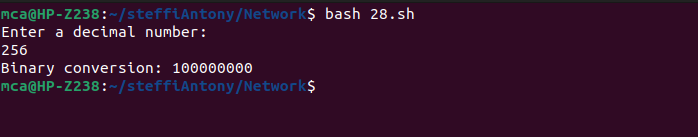 mca@HP-Z238:~/steffiAntony/Network$ bash 28.sh
Enter a decimal number:
256
Binary conversion: 100000000
mca@HP-Z238:~/steffiAntony/Network$